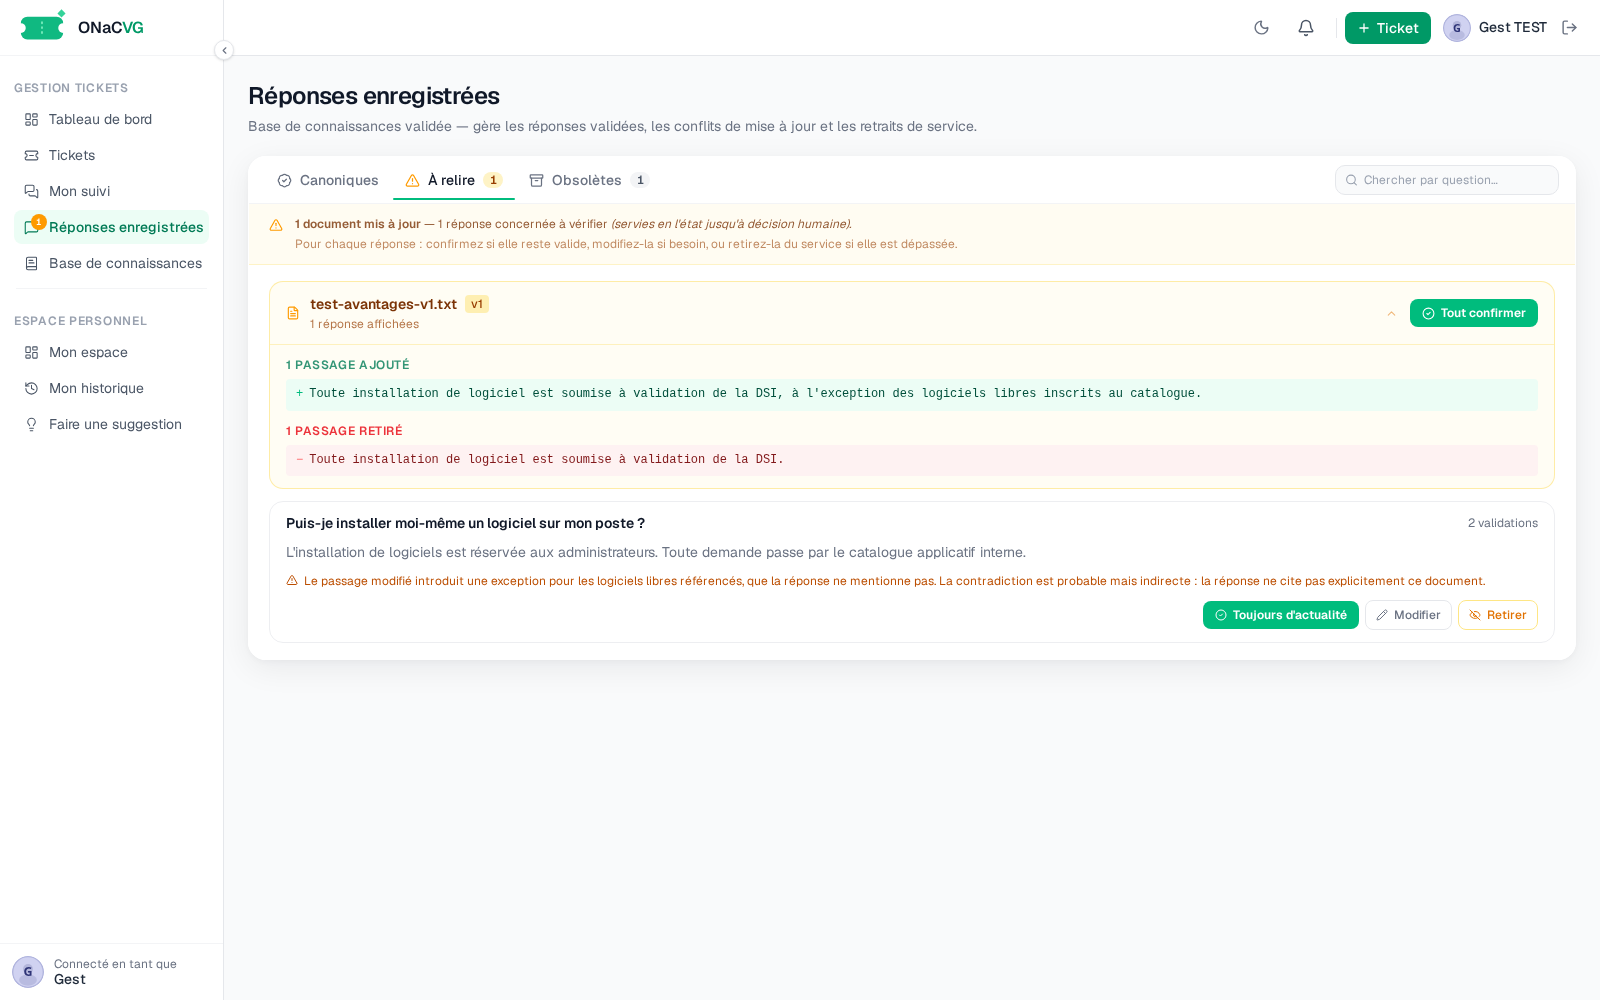 ONaCVG
+ Ticket
G
Gest TEST
GESTION TICKETS
Tableau de bord
Tickets
Mon suivi
1
Réponses enregistrées
Base de connaissances
ESPACE PERSONNEL
Mon espace
Mon historique
Faire une suggestion
G
Connecté en tant que
Gest
Réponses enregistrées
Base de connaissances validée — gère les réponses validées, les conflits de mise à jour et les retraits de service.
Canoniques
À relire 1
Obsolètes 1
Chercher par question...
1 document mis à jour — 1 réponse concernée à vérifier (servies en l'état jusqu'à décision humaine).
Pour chaque réponse : confirmez si elle reste valide, modifiez-la si besoin, ou retirez-la du service si elle est dépassée.
test-avantages-v1.txt v1
1 réponse affichées
Tout confirmer
1 PASSAGE AJOUTÉ
+ Toute installation de logiciel est soumise à validation de la DSI, à l'exception des logiciels libres inscrits au catalogue.
1 PASSAGE RETIRÉ
− Toute installation de logiciel est soumise à validation de la DSI.
Puis-je installer moi-même un logiciel sur mon poste ?
2 validations
L'installation de logiciels est réservée aux administrateurs. Toute demande passe par le catalogue applicatif interne.
Le passage modifié introduit une exception pour les logiciels libres référencés, que la réponse ne mentionne pas. La contradiction est probable mais indirecte : la réponse ne cite pas explicitement ce document.
Toujours d'actualité
Modifier
Retirer